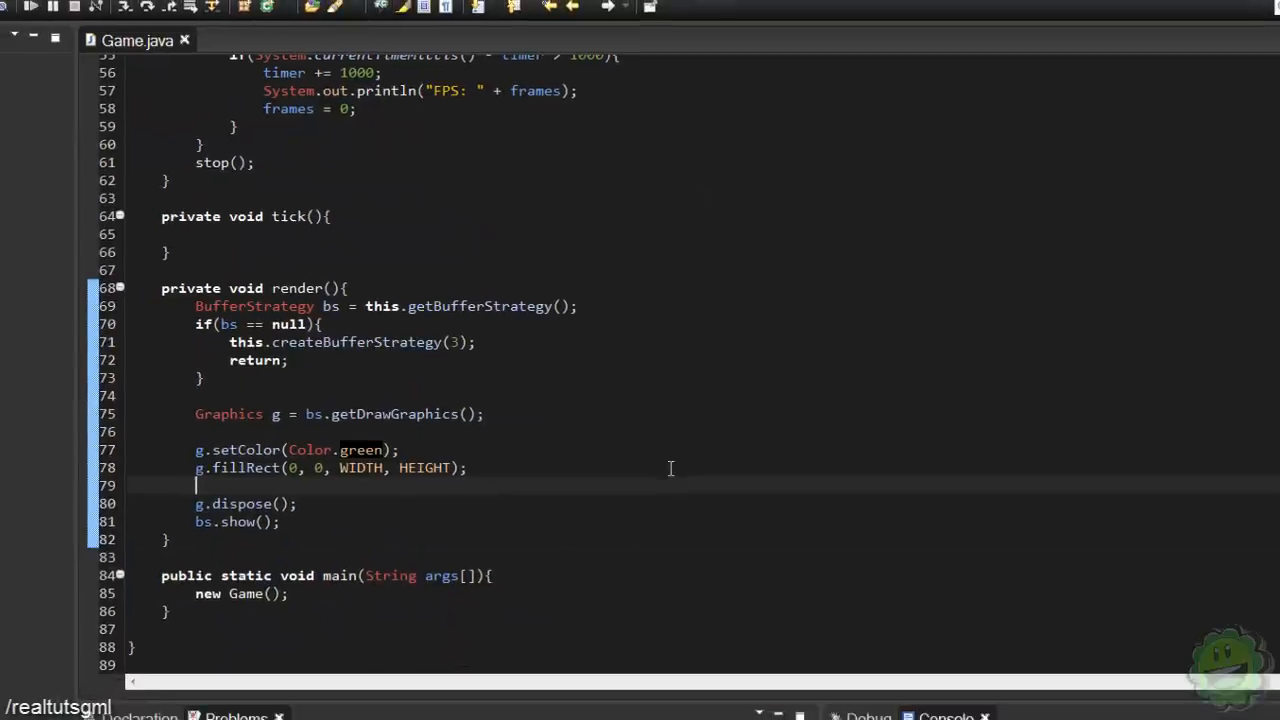 Game.java
55 if(System.currentTimeMillis() - timer > 1000){
56 timer += 1000;
57 System.out.println("FPS: " + frames);
58 frames = 0;
59 }
60 }
61 stop();
62 }
63
64 private void tick(){
65
66 }
67
68 private void render(){
69 BufferStrategy bs = this.getBufferStrategy();
70 if(bs == null){
71 this.createBufferStrategy(3);
72 return;
73 }
74
75 Graphics g = bs.getDrawGraphics();
76
77 g.setColor(Color.green);
78 g.fillRect(0, 0, WIDTH, HEIGHT);
79
80 g.dispose();
81 bs.show();
82 }
83
84 public static void main(String args[]){
85 new Game();
86 }
87
88 }
89
/realtutsgml
Declaration Problems Debug Console